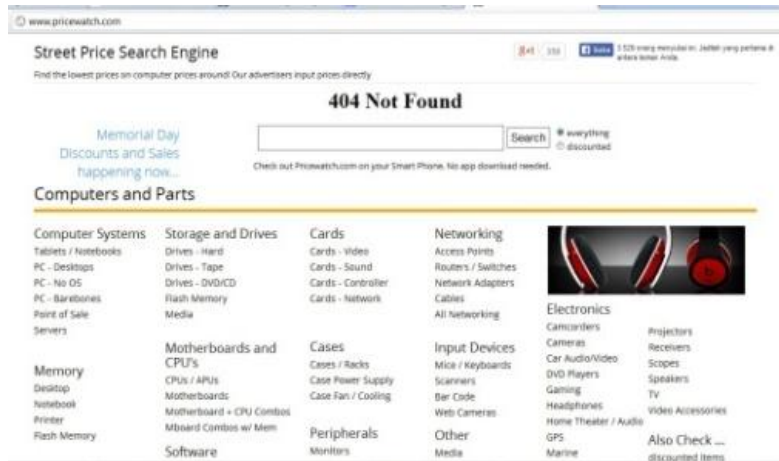 www.pricewatch.com
Street Price Search Engine
Find the lowest prices on computer prices around! Our advertisers input prices directly
g+1 358
Suka
antara teman Anda.
404 Not Found
Memorial Day
Discounts and Sales
happening now...
Search
everything
discounted
Check out Pricewatch.com on your Smart Phone. No app download needed.
Computers and Parts
Computer Systems
Tablets / Notebooks
PC - Desktops
PC - No OS
PC - Barebones
Point of Sale
Servers
Memory
Desktop
Notebook
Printer
Flash Memory
Storage and Drives
Drives - Hard
Drives - Tape
Drives - DVD/CD
Flash Memory
Media
Motherboards and
CPU's
CPUs / APUs
Motherboards
Motherboard + CPU Combos
Mboard Combos w/ Mem
Software
Cards
Cards - Video
Cards - Sound
Cards - Controller
Cards - Network
Cases
Cases / Racks
Case Power Supply
Case Fan / Cooling
Peripherals
Monitors
Networking
Access Points
Routers / Switches
Network Adapters
Cables
All Networking
Input Devices
Mice / Keyboards
Scanners
Bar Code
Web Cameras
Other
Media
Electronics
Camcorders
Cameras
Car Audio/Video
DVD Players
Gaming
Headphones
Home Theater / Audio
GPS
Marine
Projectors
Receivers
Scopes
Speakers
TV
Video Accessories
Also Check ...
discounted items